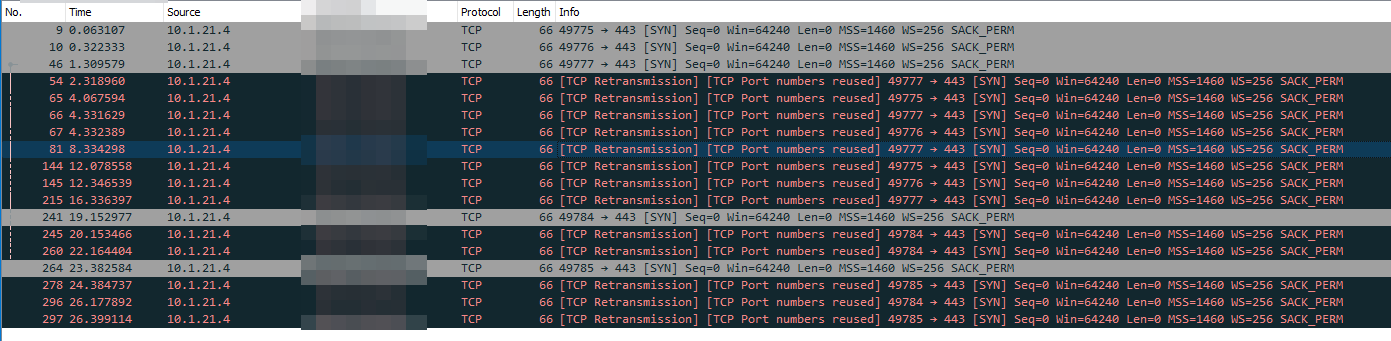 No. Time Source Protocol Length Info
9 0.063107 10.1.21.4 TCP 66 49775 → 443 [SYN] Seq=0 Win=64240 Len=0 MSS=1460 WS=256 SACK_PERM
10 0.322333 10.1.21.4 TCP 66 49776 → 443 [SYN] Seq=0 Win=64240 Len=0 MSS=1460 WS=256 SACK_PERM
46 1.309579 10.1.21.4 TCP 66 49777 → 443 [SYN] Seq=0 Win=64240 Len=0 MSS=1460 WS=256 SACK_PERM
54 2.318960 10.1.21.4 TCP 66 [TCP Retransmission] [TCP Port numbers reused] 49777 → 443 [SYN] Seq=0 Win=64240 Len=0 MSS=1460 WS=256 SACK_PERM
65 4.067594 10.1.21.4 TCP 66 [TCP Retransmission] [TCP Port numbers reused] 49775 → 443 [SYN] Seq=0 Win=64240 Len=0 MSS=1460 WS=256 SACK_PERM
66 4.331629 10.1.21.4 TCP 66 [TCP Retransmission] [TCP Port numbers reused] 49777 → 443 [SYN] Seq=0 Win=64240 Len=0 MSS=1460 WS=256 SACK_PERM
67 4.332389 10.1.21.4 TCP 66 [TCP Retransmission] [TCP Port numbers reused] 49776 → 443 [SYN] Seq=0 Win=64240 Len=0 MSS=1460 WS=256 SACK_PERM
81 8.334298 10.1.21.4 TCP 66 [TCP Retransmission] [TCP Port numbers reused] 49777 → 443 [SYN] Seq=0 Win=64240 Len=0 MSS=1460 WS=256 SACK_PERM
144 12.078558 10.1.21.4 TCP 66 [TCP Retransmission] [TCP Port numbers reused] 49775 → 443 [SYN] Seq=0 Win=64240 Len=0 MSS=1460 WS=256 SACK_PERM
145 12.346539 10.1.21.4 TCP 66 [TCP Retransmission] [TCP Port numbers reused] 49776 → 443 [SYN] Seq=0 Win=64240 Len=0 MSS=1460 WS=256 SACK_PERM
215 16.336397 10.1.21.4 TCP 66 [TCP Retransmission] [TCP Port numbers reused] 49777 → 443 [SYN] Seq=0 Win=64240 Len=0 MSS=1460 WS=256 SACK_PERM
241 19.152977 10.1.21.4 TCP 66 49784 → 443 [SYN] Seq=0 Win=64240 Len=0 MSS=1460 WS=256 SACK_PERM
245 20.153466 10.1.21.4 TCP 66 [TCP Retransmission] [TCP Port numbers reused] 49784 → 443 [SYN] Seq=0 Win=64240 Len=0 MSS=1460 WS=256 SACK_PERM
260 22.164404 10.1.21.4 TCP 66 [TCP Retransmission] [TCP Port numbers reused] 49784 → 443 [SYN] Seq=0 Win=64240 Len=0 MSS=1460 WS=256 SACK_PERM
264 23.382584 10.1.21.4 TCP 66 49785 → 443 [SYN] Seq=0 Win=64240 Len=0 MSS=1460 WS=256 SACK_PERM
278 24.384737 10.1.21.4 TCP 66 [TCP Retransmission] [TCP Port numbers reused] 49785 → 443 [SYN] Seq=0 Win=64240 Len=0 MSS=1460 WS=256 SACK_PERM
296 26.177892 10.1.21.4 TCP 66 [TCP Retransmission] [TCP Port numbers reused] 49784 → 443 [SYN] Seq=0 Win=64240 Len=0 MSS=1460 WS=256 SACK_PERM
297 26.399114 10.1.21.4 TCP 66 [TCP Retransmission] [TCP Port numbers reused] 49785 → 443 [SYN] Seq=0 Win=64240 Len=0 MSS=1460 WS=256 SACK_PERM